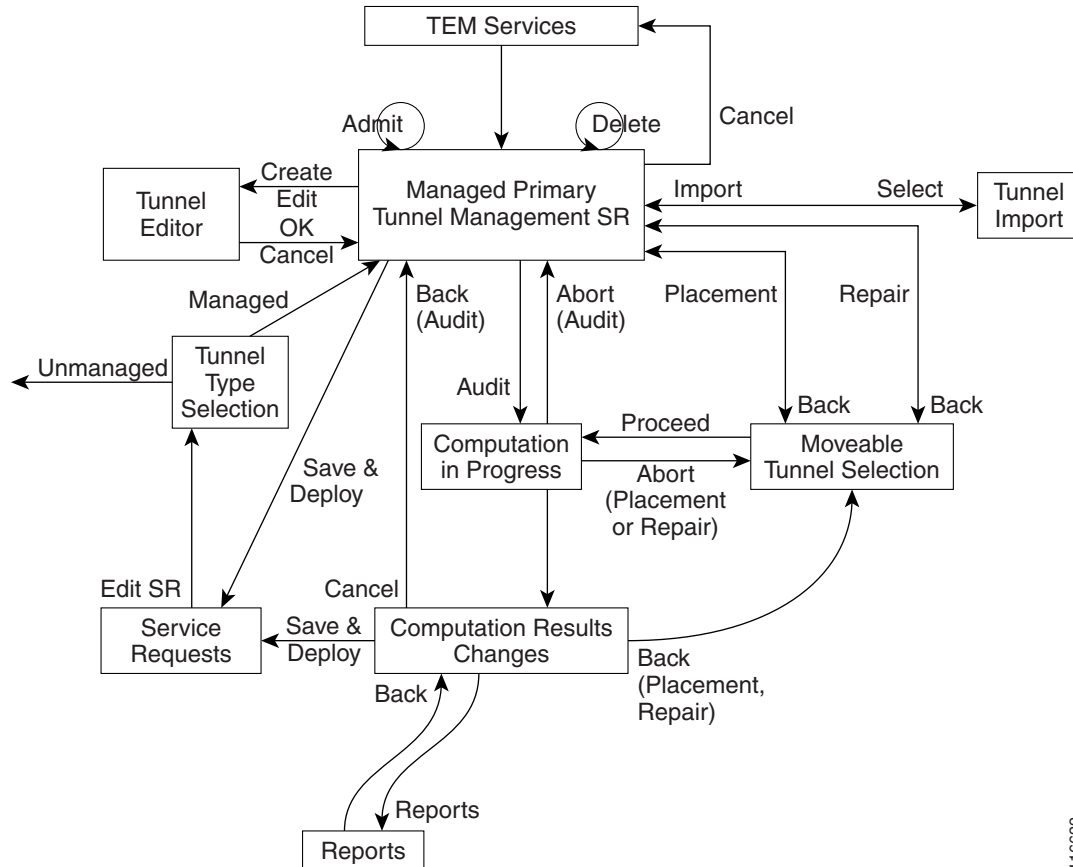 TEM Services
Cancel
Admit
Delete
Create
Edit
OK
Cancel
Tunnel
Editor
Managed Primary
Tunnel Management SR
Import
Select
Tunnel
Import
Managed
Back
(Audit)
Abort
(Audit)
Placement
Repair
Unmanaged
Tunnel
Type
Selection
Audit
Back
Back
Computation
in Progress
Proceed
Abort
(Placement
or Repair)
Moveable
Tunnel Selection
Save &
Deploy
Edit SR
Cancel
Service
Requests
Save &
Deploy
Computation Results
Changes
Back
(Placement,
Repair)
Back
Reports
Reports